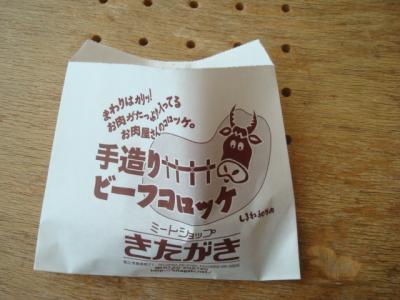 まわりはカリッ!
お肉がたっぷり入ってる
お肉屋さんのコロッケ。
手造り
ビーフコロッケ
ミートショップ
きたがき